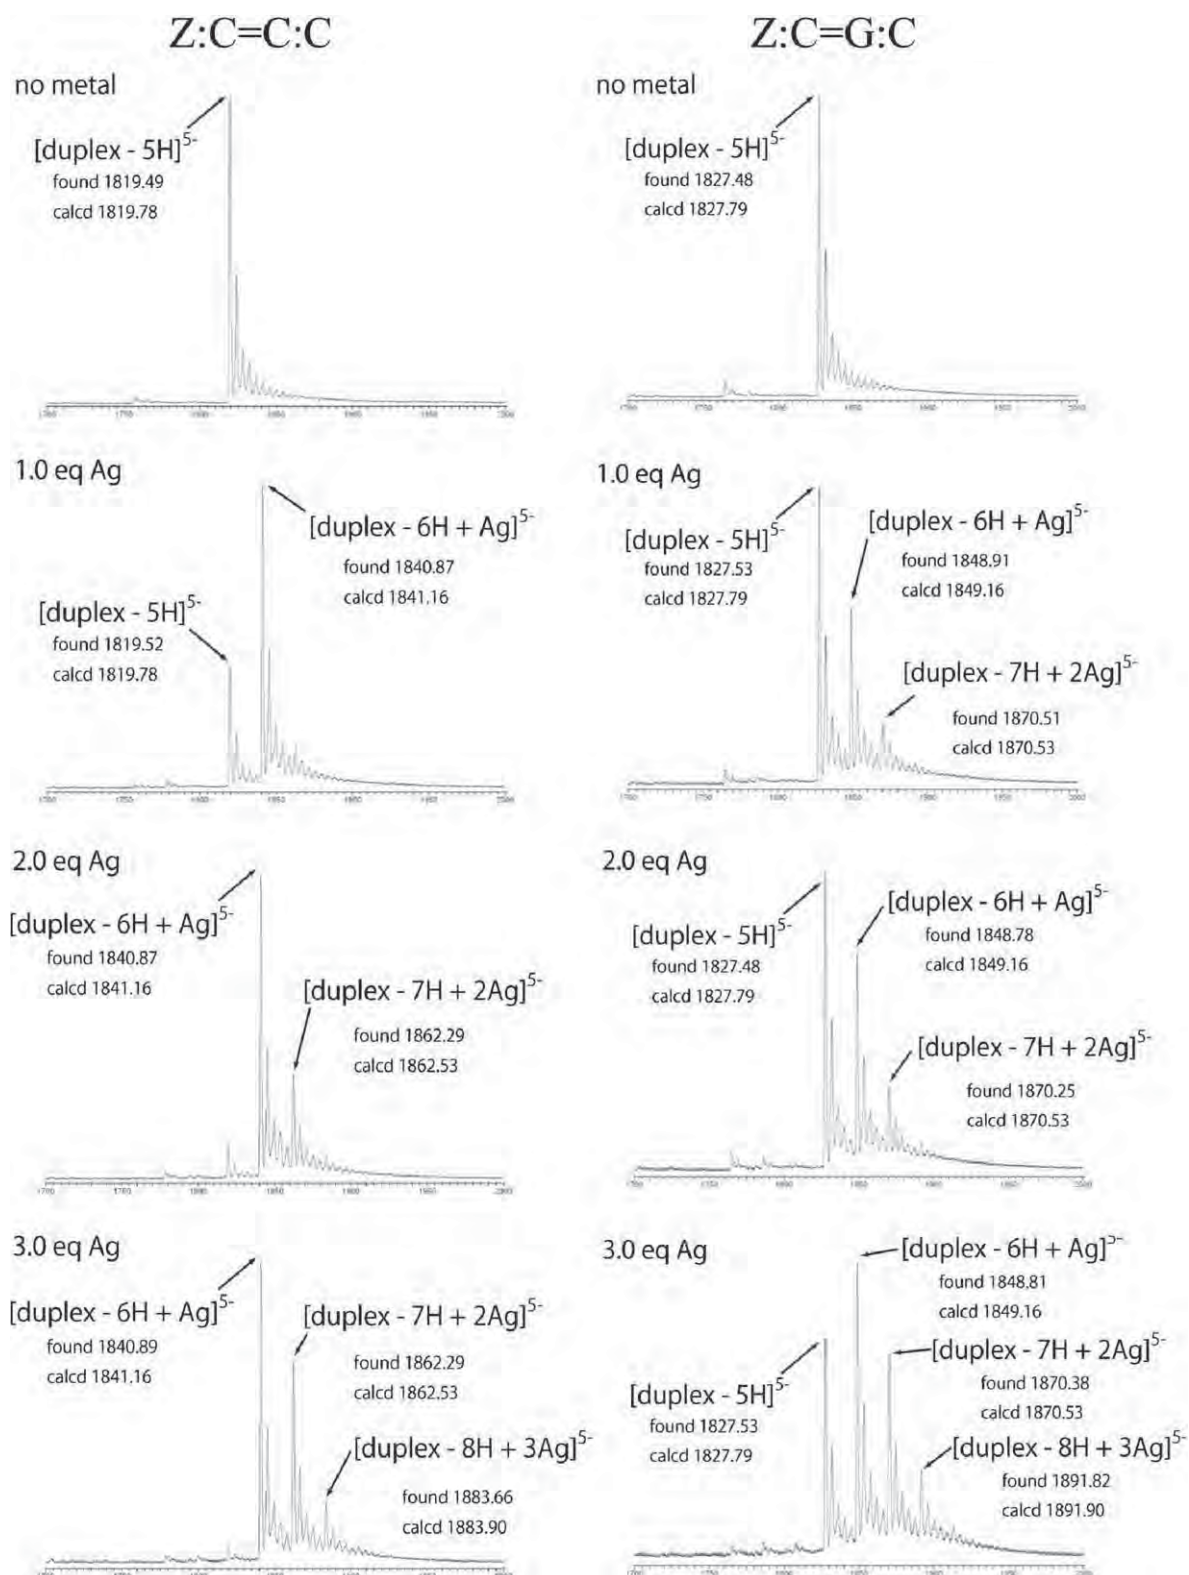 Z:C=C:C
no metal
[duplex - 5H]5-
found 1819.49
calcd 1819.78
Z:C=G:C
no metal
[duplex - 5H]5-
found 1827.48
calcd 1827.79
1.0 eq Ag
[duplex - 6H + Ag]5-
found 1840.87
calcd 1841.16
[duplex - 5H]5-
found 1819.52
calcd 1819.78
1.0 eq Ag
[duplex - 5H]5-
found 1827.53
calcd 1827.79
[duplex - 6H + Ag]5-
found 1848.91
calcd 1849.16
[duplex - 7H + 2Ag]5-
found 1870.51
calcd 1870.53
2.0 eq Ag
[duplex - 6H + Ag]5-
found 1840.87
calcd 1841.16
[duplex - 7H + 2Ag]5-
found 1862.29
calcd 1862.53
2.0 eq Ag
[duplex - 5H]5-
found 1827.48
calcd 1827.79
[duplex - 6H + Ag]5-
found 1848.78
calcd 1849.16
[duplex - 7H + 2Ag]5-
found 1870.25
calcd 1870.53
3.0 eq Ag
[duplex - 6H + Ag]5-
found 1840.89
calcd 1841.16
[duplex - 7H + 2Ag]5-
found 1862.29
calcd 1862.53
[duplex - 8H + 3Ag]5-
found 1883.66
calcd 1883.90
3.0 eq Ag
[duplex - 6H + Ag]5-
found 1848.81
calcd 1849.16
[duplex - 5H]5-
found 1827.53
calcd 1827.79
[duplex - 7H + 2Ag]5-
found 1870.38
calcd 1870.53
[duplex - 8H + 3Ag]5-
found 1891.82
calcd 1891.90